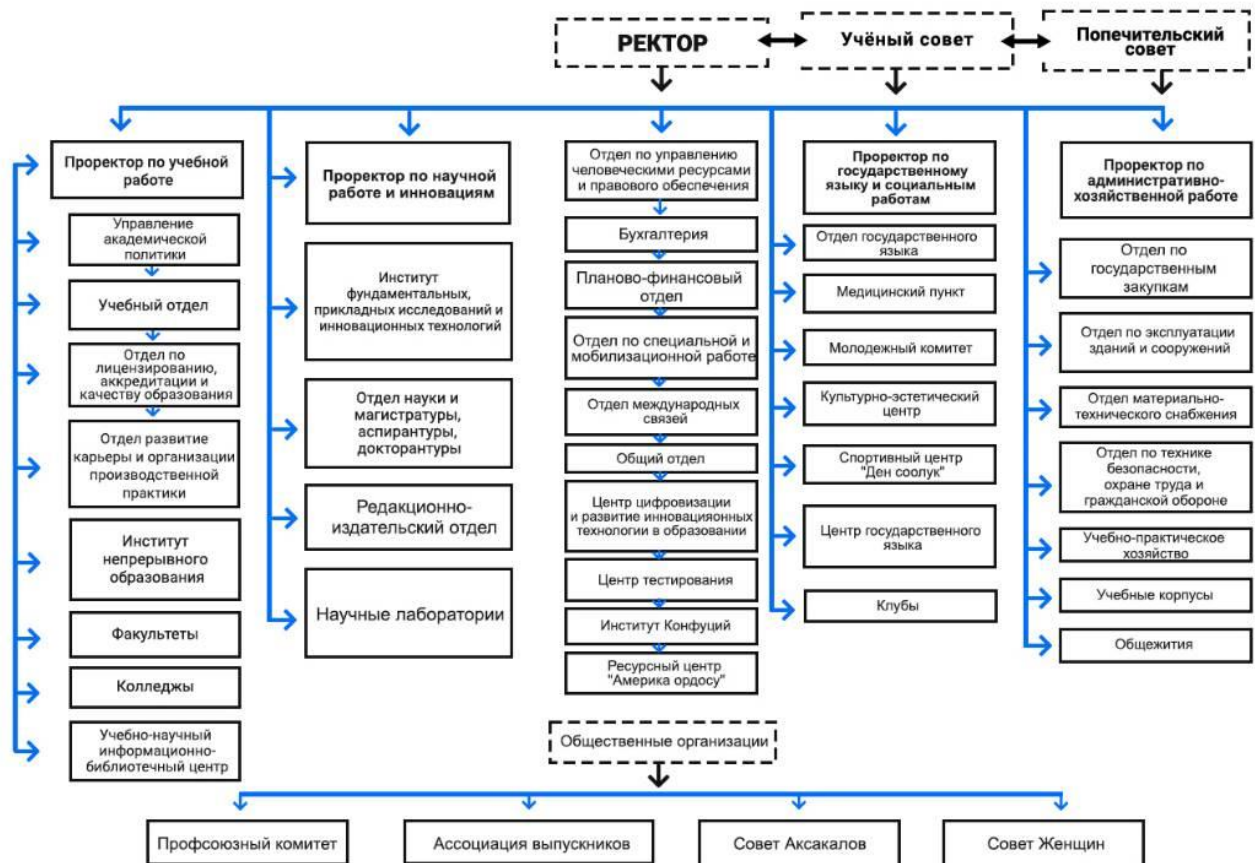 РЕКТОР
Учёный совет
Попечительский
совет
Проректор по учебной
работе
Управление
академической
политики
Учебный отдел
Отдел по
лицензированию,
аккредитации и
качеству образования
Отдел развитие
карьеры и организации
производственной
практики
Институт
непрерывного
образования
Факультеты
Колледжы
Учебно-научный
информационно-
библиотечный центр
Проректор по научной
работе и инновациям
Институт
фундаментальных,
прикладных исследований и
инновационных технологий
Отдел науки и
магистратуры,
аспирантуры,
докторантуры
Редакционно-
издательский отдел
Научные лаборатории
Отдел по управлению
человеческими ресурсами
и правового обеспечения
Бухгалтерия
Планово-финансовый
отдел
Отдел по специальной и
мобилизационной работе
Отдел международных
связей
Общий отдел
Центр цифровизации
и развитие инновацияонных
технологии в образовании
Центр тестирования
Институт Конфуций
Ресурсный центр
"Америка ордосу"
Проректор по
государственному
языку и социальным
работам
Отдел государственного
языка
Медицинский пункт
Молодежный комитет
Культурно-эстетический
центр
Спортивный центр
"Ден соолук"
Центр государственного
языка
Клубы
Проректор по
административно-
хозяйственной работе
Отдел по
государственным
закупкам
Отдел по эксплуатации
зданий и сооружений
Отдел материально-
технического снабжения
Отдел по технике
безопасности,
охране труда и
гражданской обороне
Учебно-практическое
хозяйство
Учебные корпусы
Общежития
Общественные организации
Профсоюзный комитет
Ассоциация выпускников
Совет Аксакалов
Совет Женщин